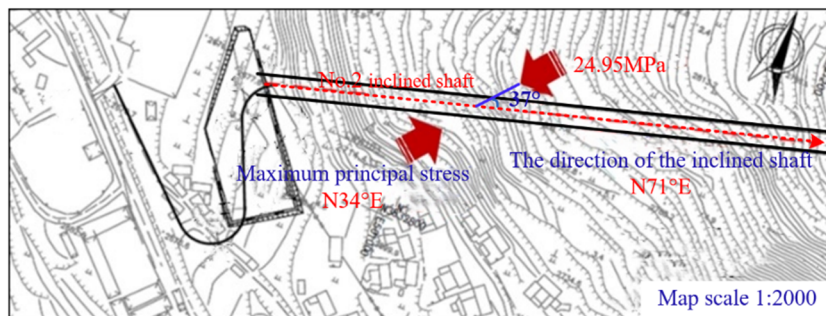 24.95MPa
No.2 inclined shaft
37°
The direction of the inclined shaft
N71°E
Maximum principal stress
N34°E
Map scale 1:2000